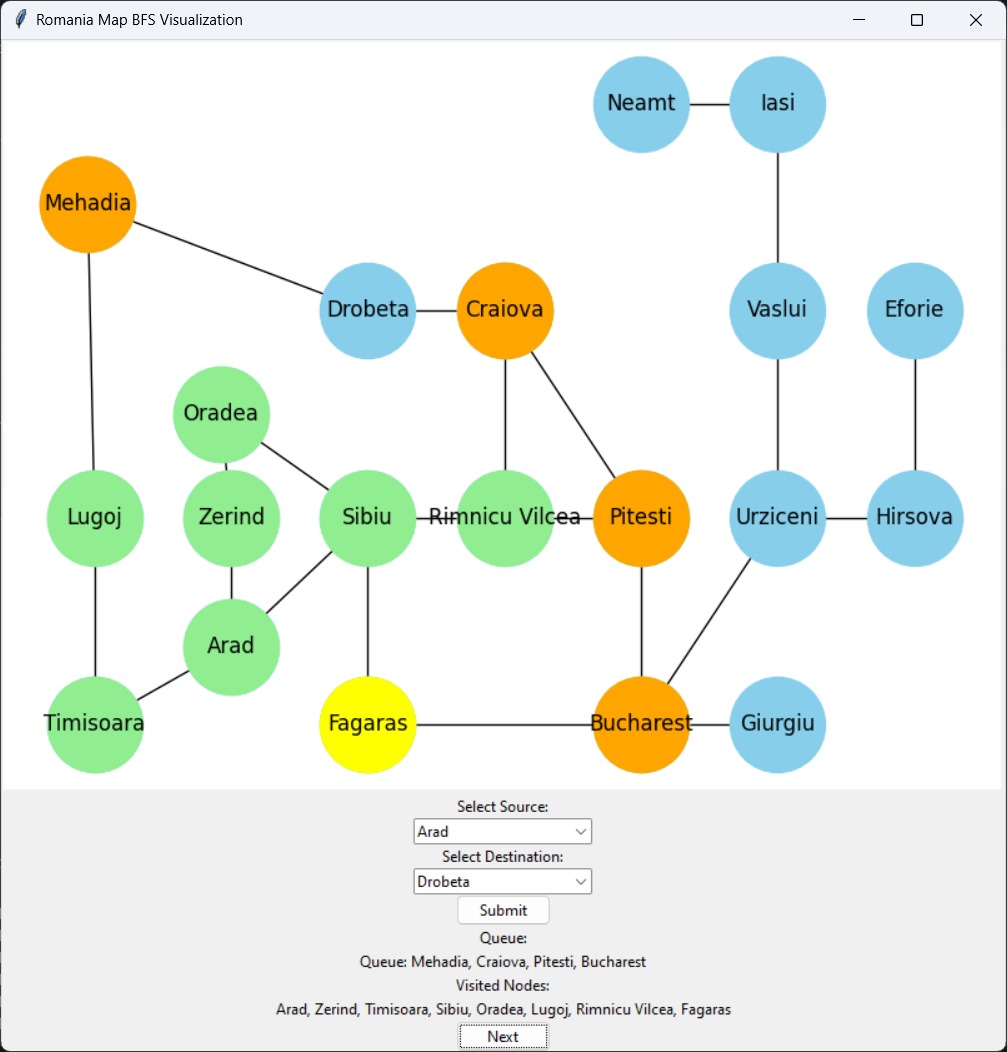 Romania Map BFS Visualization
Neamt
Iasi
Mehadia
Drobeta
Craiova
Vaslui
Eforie
Oradea
Lugoj
Zerind
Sibiu
Rimnicu Vilcea
Pitesti
Urziceni
Hirsova
Arad
Timisoara
Fagaras
Bucharest
Giurgiu
Select Source:
Arad
Select Destination:
Drobeta
Submit
Queue:
Queue: Mehadia, Craiova, Pitesti, Bucharest
Visited Nodes:
Arad, Zerind, Timisoara, Sibiu, Oradea, Lugoj, Rimnicu Vilcea, Fagaras
Next